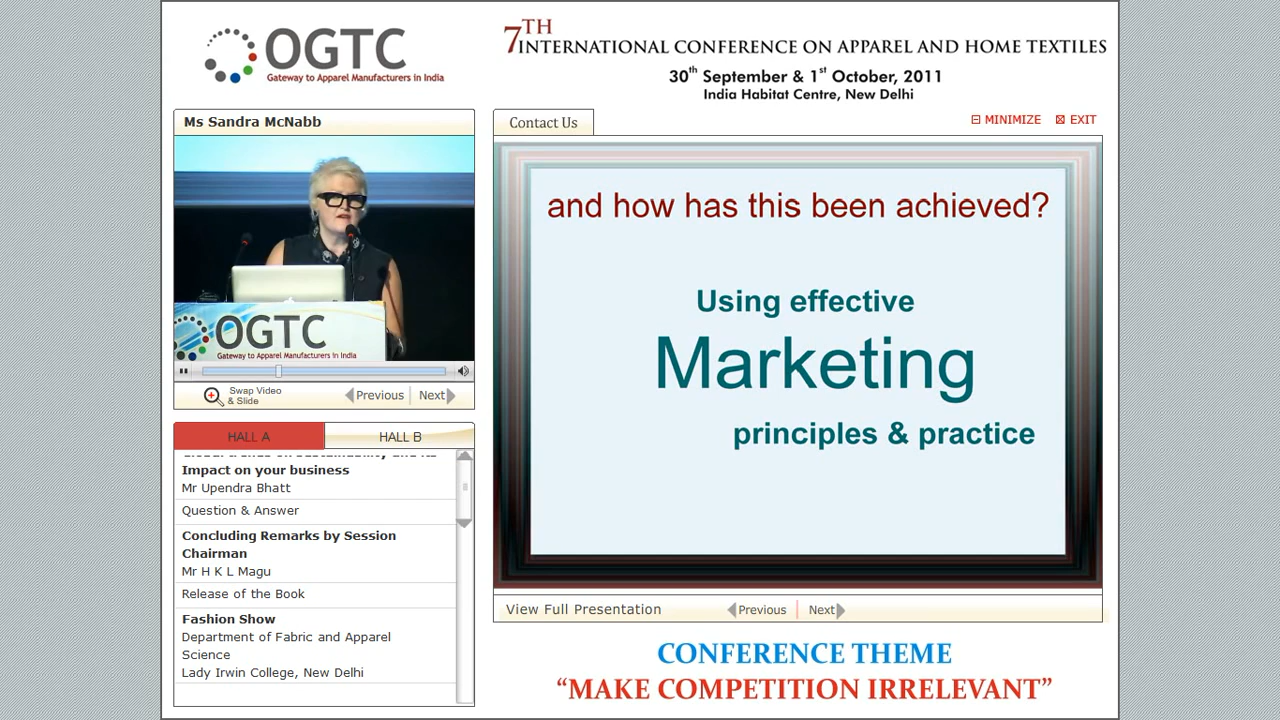 OGTC
Gateway to Apparel Manufacturers in India
7TH INTERNATIONAL CONFERENCE ON APPAREL AND HOME TEXTILES
30th September & 1st October, 2011
India Habitat Centre, New Delhi
Ms Sandra McNabb
OGTC
Gateway to Apparel Manufacturers in India
Swap Video
& Slide
Previous
Next
HALL A
HALL B
Impact on your business
Mr Upendra Bhatt
Question & Answer
Concluding Remarks by Session
Chairman
Mr H K L Magu
Release of the Book
Fashion Show
Department of Fabric and Apparel
Science
Lady Irwin College, New Delhi
Contact Us
MINIMIZE
EXIT
and how has this been achieved?
Using effective
Marketing
principles & practice
View Full Presentation
Previous
Next
CONFERENCE THEME
“MAKE COMPETITION IRRELEVANT”